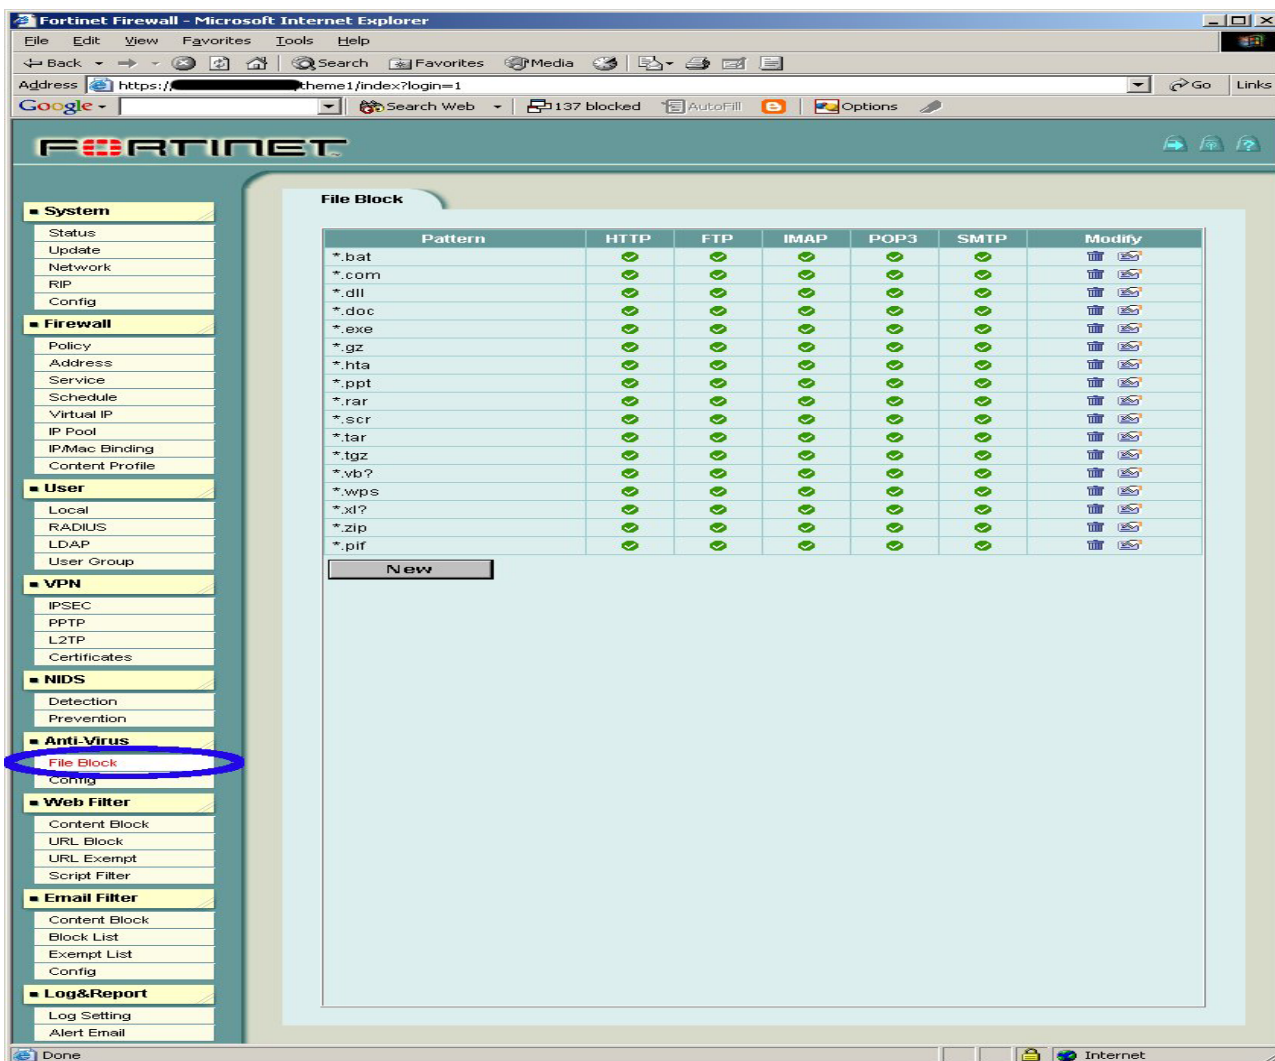 Fortinet Firewall - Microsoft Internet Explorer
File Edit View Favorites Tools Help
Back Search Favorites Media
Address https:/ theme1/index?login=1 Go Links
Google Search Web 137 blocked AutoFill Options
FORTINET
File Block
System
Status
Update
Network
RIP
Config
Firewall
Policy
Address
Service
Schedule
Virtual IP
IP Pool
IP/Mac Binding
Content Profile
User
Local
RADIUS
LDAP
User Group
VPN
IPSEC
PPTP
L2TP
Certificates
NIDS
Detection
Prevention
Anti-Virus
File Block
Config
Web Filter
Content Block
URL Block
URL Exempt
Script Filter
Email Filter
Content Block
Block List
Exempt List
Config
Log&Report
Log Setting
Alert Email
Pattern HTTP FTP IMAP POP3 SMTP Modify
*.bat
*.com
*.dll
*.doc
*.exe
*.gz
*.hta
*.ppt
*.rar
*.scr
*.tar
*.tgz
*.vb?
*.wps
*.xl?
*.zip
*.pif
New
Done Internet